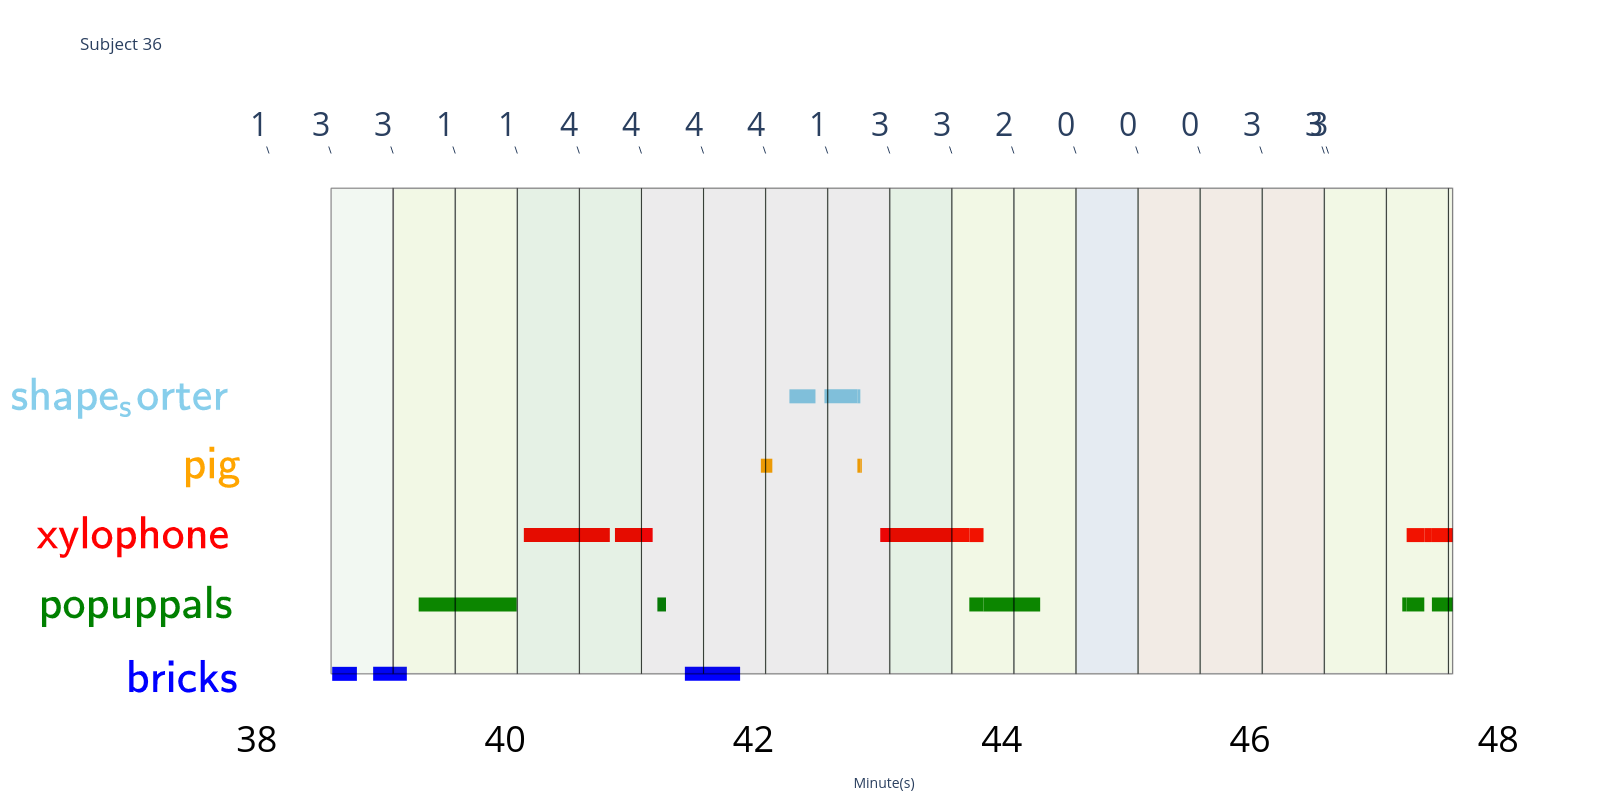 Subject 36
1 3 3 1 1 4 4 4 4 1 3 3 2 0 0 0 3 3 3
shapesorter
pig
xylophone
popuppals
bricks
38 40 42 44 46 48
Minute(s)